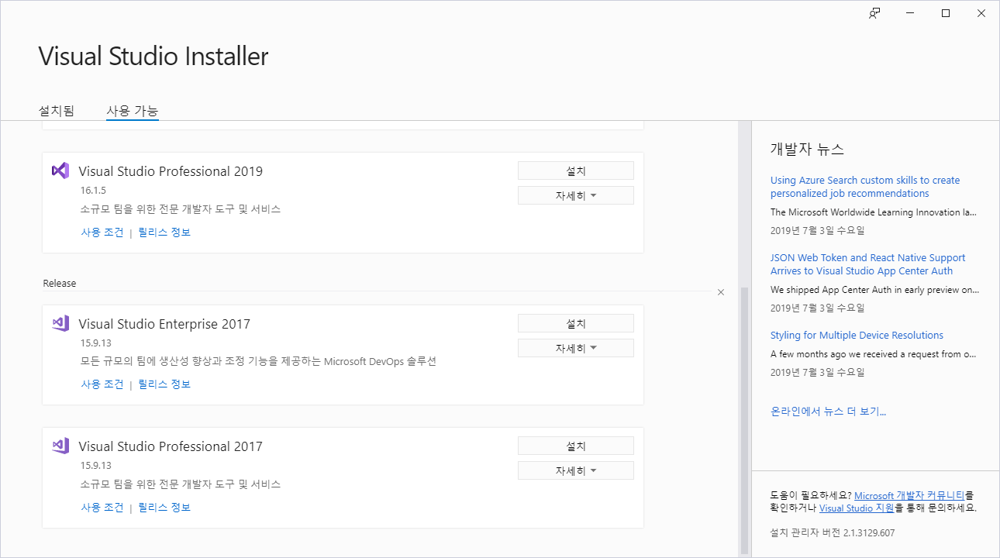 Visual Studio Installer
설치됨
사용 가능
Visual Studio Professional 2019
설치
16.1.5
자세히
소규모 팀을 위한 전문 개발자 도구 및 서비스
사용 조건 | 릴리스 정보
Release
Visual Studio Enterprise 2017
설치
15.9.13
자세히
모든 규모의 팀에 생산성 향상과 조정 기능을 제공하는 Microsoft DevOps 솔루션
사용 조건 | 릴리스 정보
Visual Studio Professional 2017
설치
15.9.13
자세히
소규모 팀을 위한 전문 개발자 도구 및 서비스
사용 조건 | 릴리스 정보
개발자 뉴스
Using Azure Search custom skills to create
personalized job recommendations
The Microsoft Worldwide Learning Innovation la...
2019년 7월 3일 수요일
JSON Web Token and React Native Support
Arrives to Visual Studio App Center Auth
We shipped App Center Auth in early preview on...
2019년 7월 3일 수요일
Styling for Multiple Device Resolutions
A few months ago we received a request from o...
2019년 7월 3일 수요일
온라인에서 뉴스 더 보기...
도움이 필요하세요? Microsoft 개발자 커뮤니티를
확인하거나 Visual Studio 지원을 통해 문의하세요.
설치 관리자 버전 2.1.3129.607